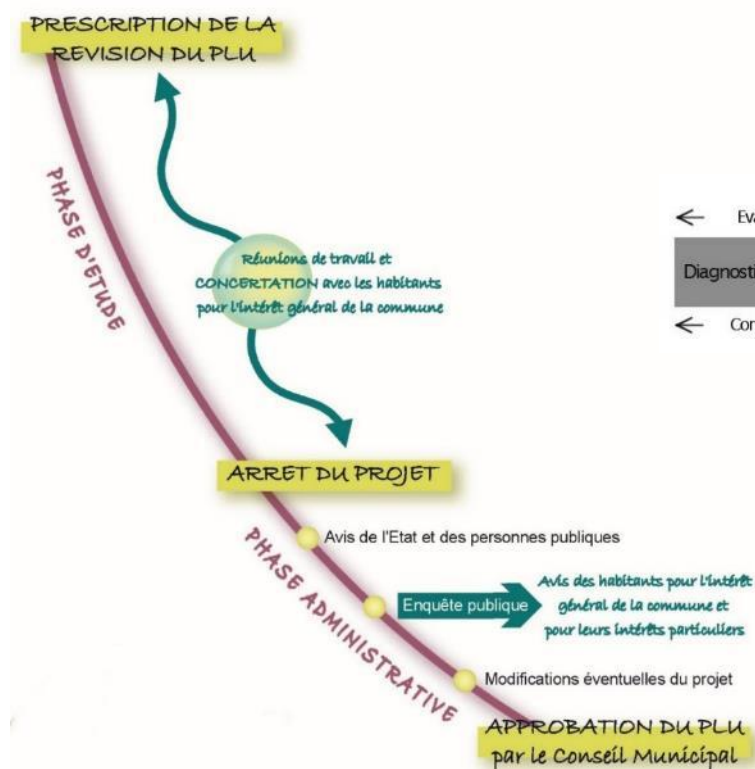 PRESCRIPTION DE LA
REVISION DU PLU
PHASE D'ETUDE
Réunions de travail et
CONCERTATION avec les habitants
pour l'intérêt général de la commune
ARRET DU PROJET
Avis de l'Etat et des personnes publiques
PHASE ADMINISTRATIVE
Enquête publique
Avis des habitants pour l'intérêt
général de la commune et
pour leurs intérêts particuliers
Modifications éventuelles du projet
APPROBATION DU PLU
par le Conseil Municipal